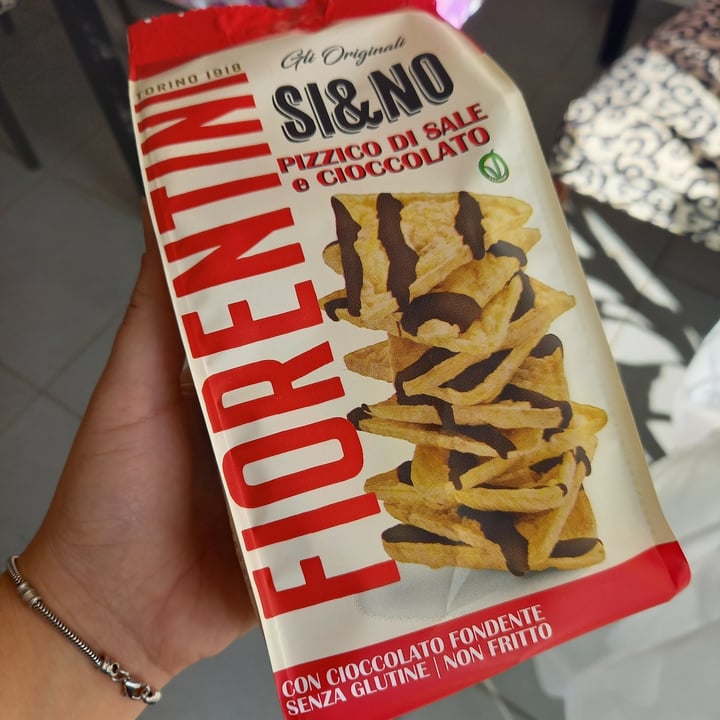 TORINO 1918
FIORENTINI
Gli Originali
SI&NO
PIZZICO DI SALE
e CIOCCOLATO
CON CIOCCOLATO FONDENTE
SENZA GLUTINE | NON FRITTO